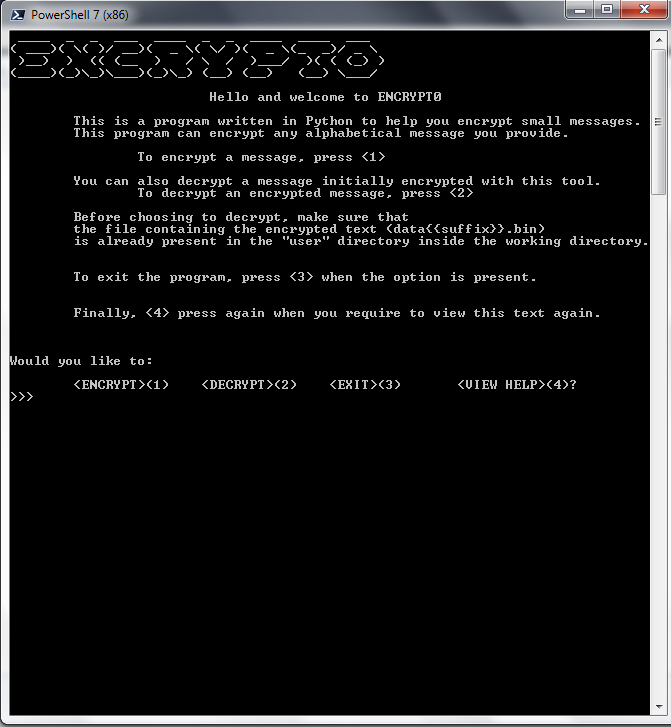 PowerShell 7 (x86)
ENCRYPTO
Hello and welcome to ENCRYPT0
This is a program written in Python to help you encrypt small messages.
This program can encrypt any alphabetical message you provide.
To encrypt a message, press <1>
You can also decrypt a message initially encrypted with this tool.
To decrypt an encrypted message, press <2>
Before choosing to decrypt, make sure that
the file containing the encrypted text (data{{suffix}}.bin)
is already present in the "user" directory inside the working directory.
To exit the program, press <3> when the option is present.
Finally, <4> press again when you require to view this text again.
Would you like to:
<ENCRYPT>(1) <DECRYPT>(2) <EXIT>(3) <VIEW HELP>(4)?
>>>